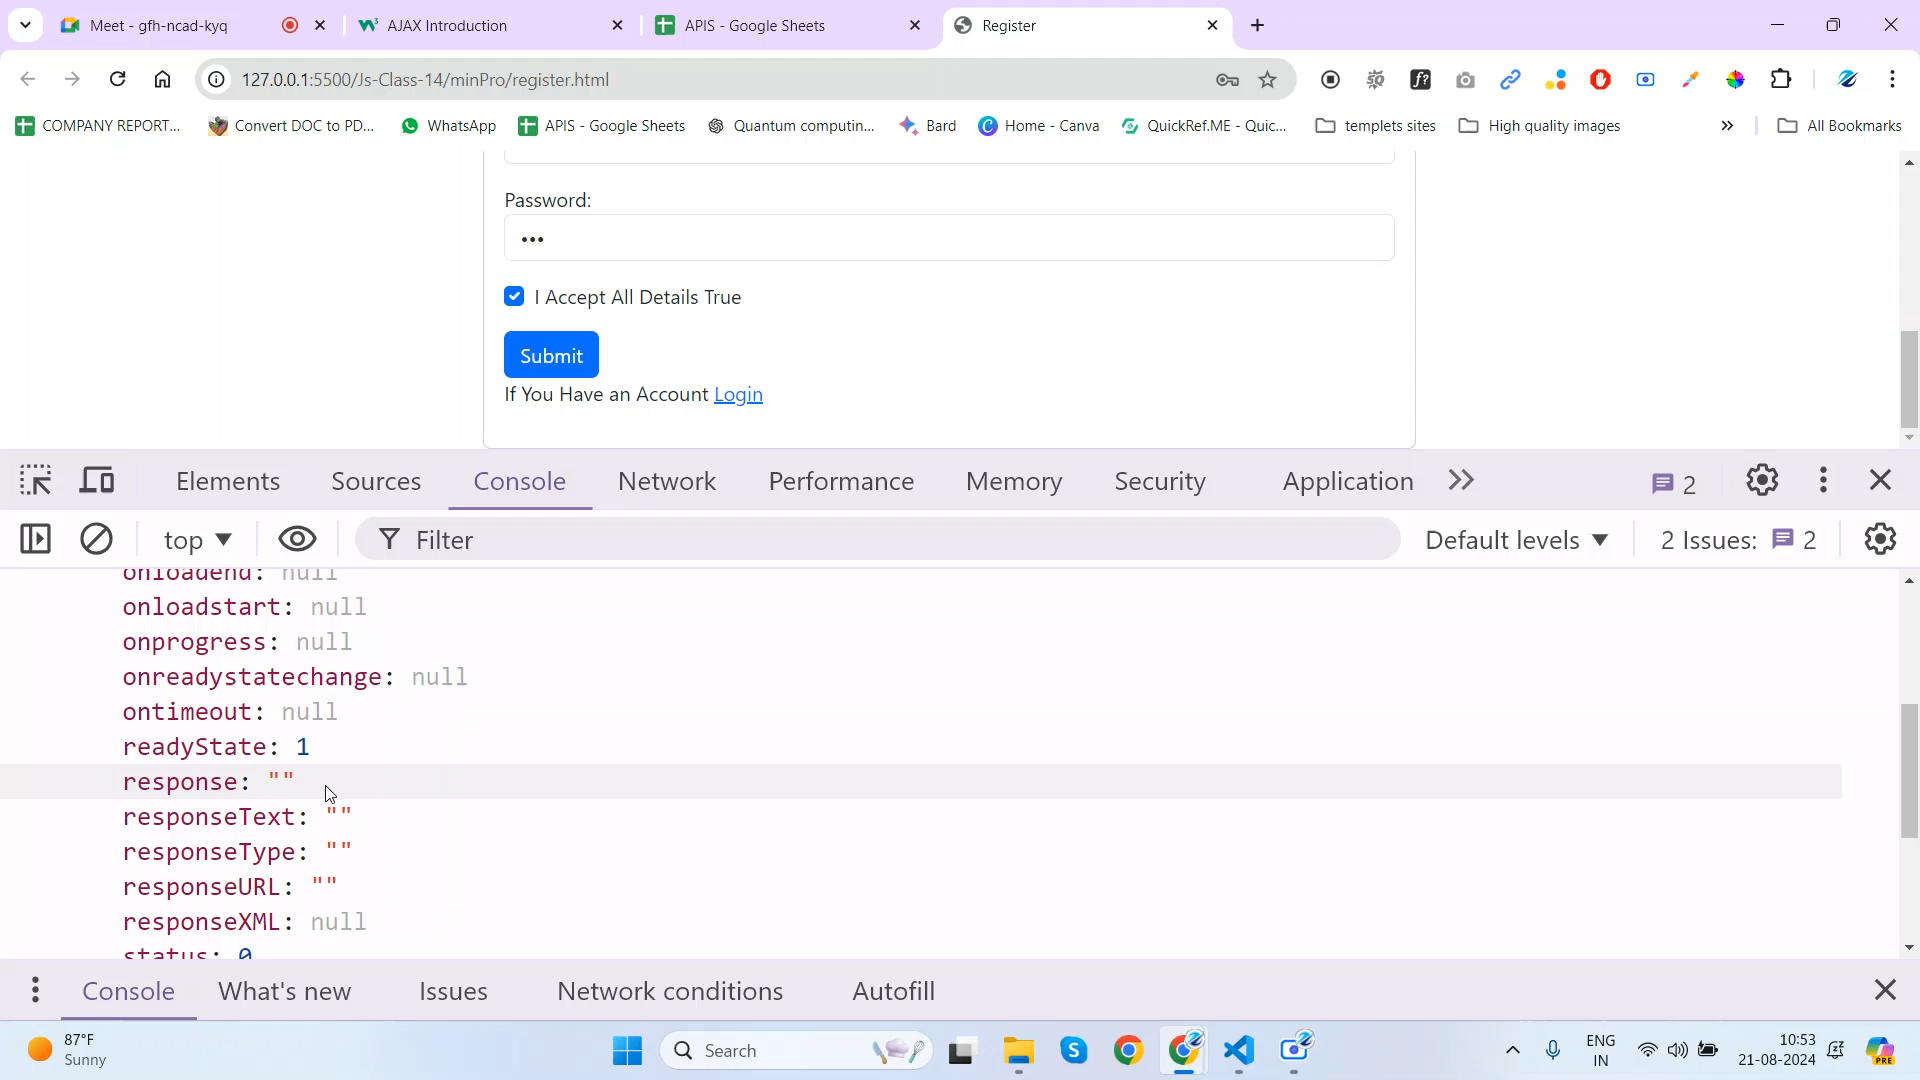 Meet - gfh-ncad-kyq
AJAX Introduction
APIS - Google Sheets
Register
127.0.0.1:5500/Js-Class-14/minPro/register.html
COMPANY REPORT...
Convert DOC to PD...
WhatsApp
APIS - Google Sheets
Quantum computin...
Bard
Home - Canva
QuickRef.ME - Quic...
templets sites
High quality images
All Bookmarks
Password:
•••
I Accept All Details True
Submit
If You Have an Account Login
Elements
Sources
Console
Network
Performance
Memory
Security
Application
2
top
Filter
Default levels
2 Issues: 2
onloadend: null
onloadstart: null
onprogress: null
onreadystatechange: null
ontimeout: null
readyState: 1
response: ""
responseText: ""
responseType: ""
responseURL: ""
responseXML: null
status: 0
Console
What's new
Issues
Network conditions
Autofill
87°F
Sunny
Search
ENG
IN
10:53
21-08-2024
PRE